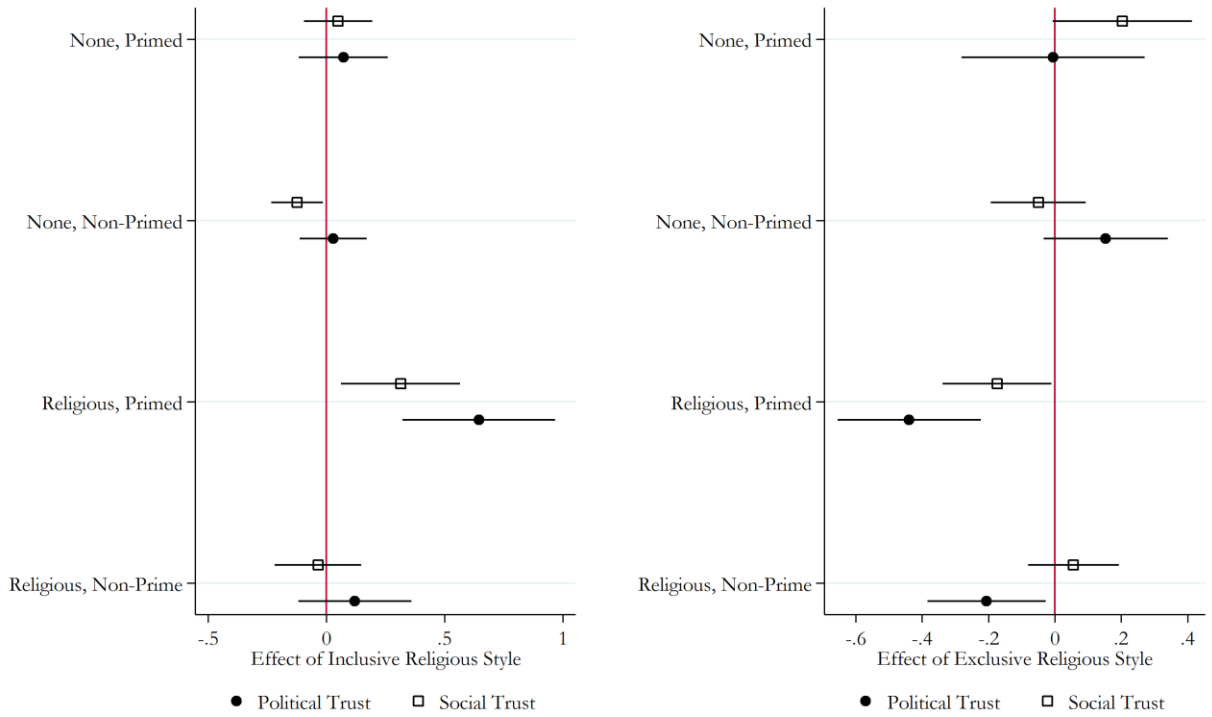 None, Primed
None, Non-Primed
Religious, Primed
Religious, Non-Prime
-.5 0 .5 1
Effect of Inclusive Religious Style
Political Trust Social Trust
None, Primed
None, Non-Primed
Religious, Primed
Religious, Non-Prime
-.6 -.4 -.2 0 .2 .4
Effect of Exclusive Religious Style
Political Trust Social Trust